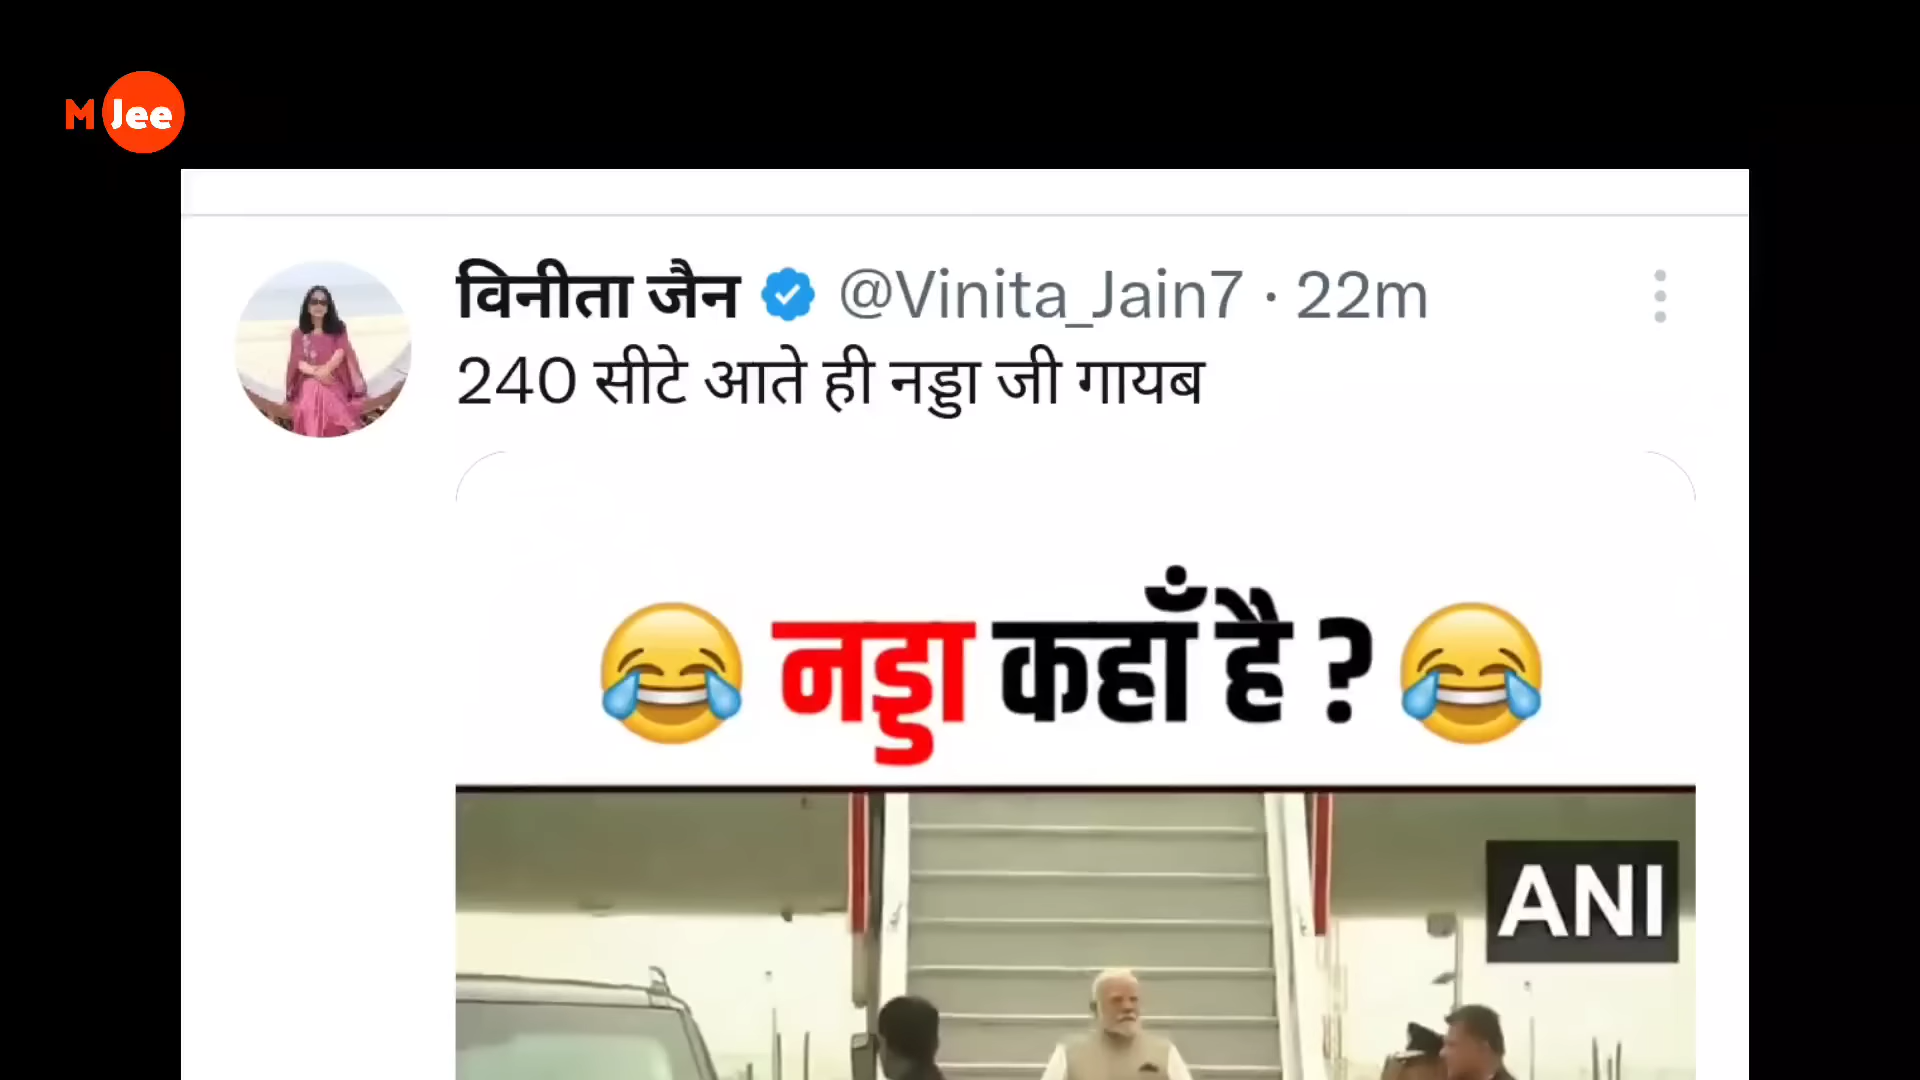 M Jee
विनीता जैन @Vinita_Jain7 · 22m
240 सीटे आते ही नड्डा जी गायब
😂 नड्डा कहाँ है ? 😂
ANI